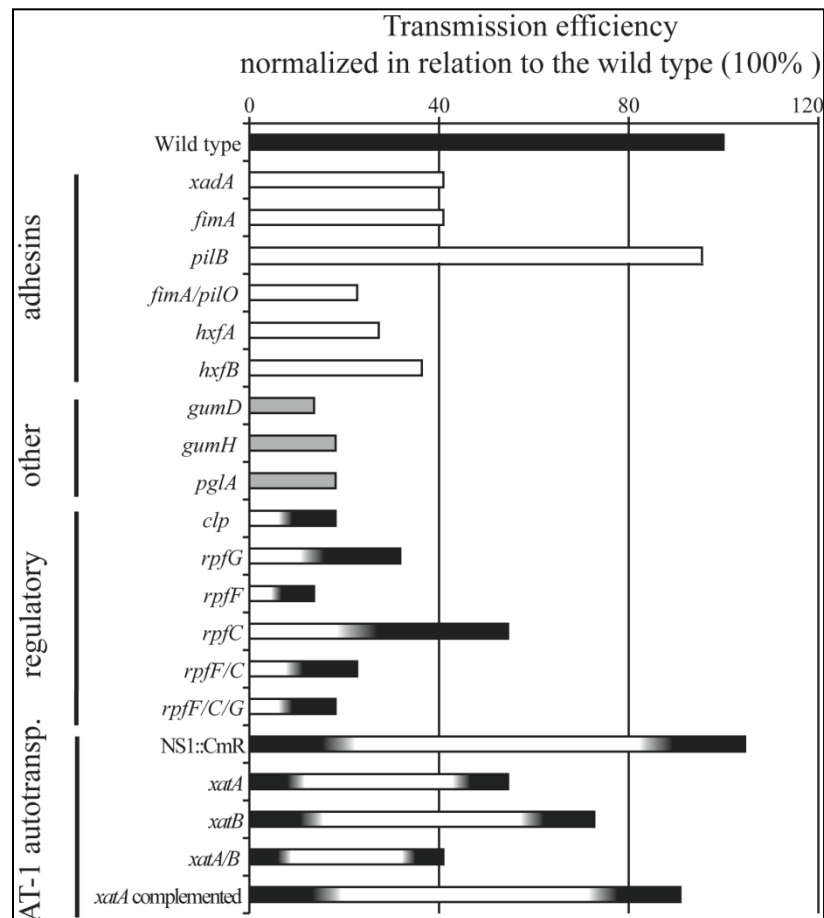 Transmission efficiency
normalized in relation to the wild type (100% )
0 40 80 120
Wild type
adhesins
xadA
fimA
pilB
fimA/pilO
hxfA
hxfB
other
gumD
gumH
pglA
regulatory
clp
rpfG
rpfF
rpfC
rpfF/C
rpfF/C/G
AT-1 autotransp.
NS1::CmR
xatA
xatB
xatA/B
xatA complemented